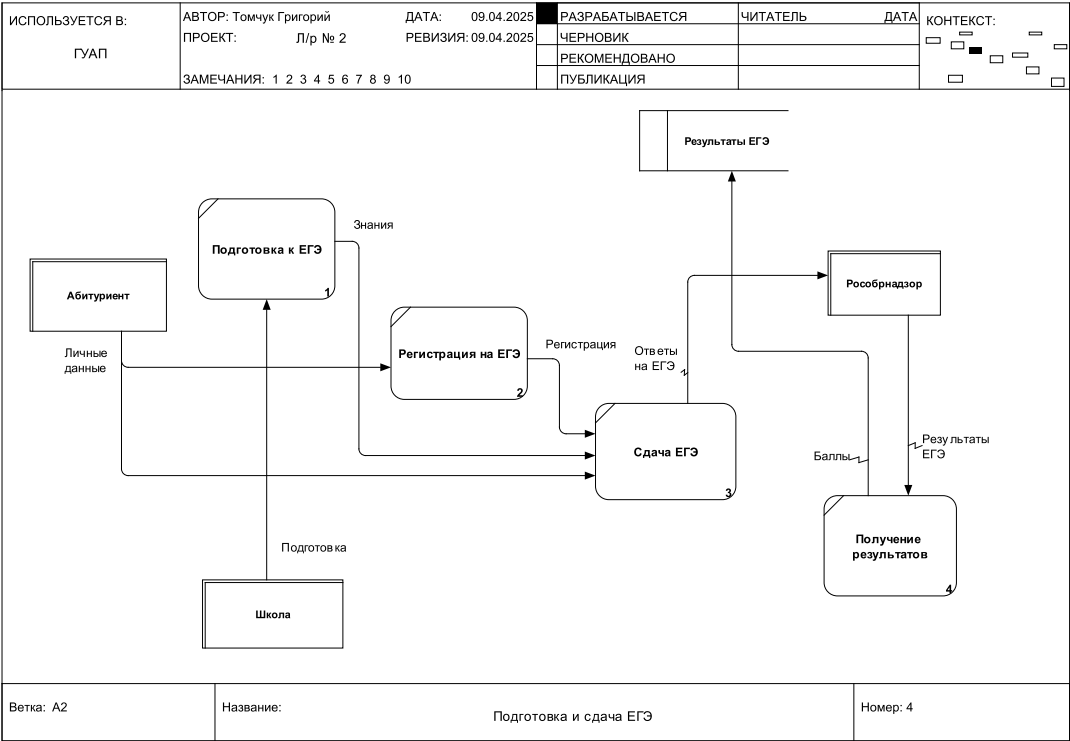 ИСПОЛЬЗУЕТСЯ В:
ГУАП
АВТОР: Томчук Григорий
ДАТА: 09.04.2025
ПРОЕКТ: Л/р № 2
РЕВИЗИЯ: 09.04.2025
ЗАМЕЧАНИЯ: 1 2 3 4 5 6 7 8 9 10
РАЗРАБАТЫВАЕТСЯ
ЧЕРНОВИК
РЕКОМЕНДОВАНО
ПУБЛИКАЦИЯ
ЧИТАТЕЛЬ ДАТА
КОНТЕКСТ:
Результаты ЕГЭ
Знания
Подготовка к ЕГЭ
1
Абитуриент
Рособрнадзор
Личные
данные
Регистрация на ЕГЭ
2
Регистрация
Ответы
на ЕГЭ
Сдача ЕГЭ
3
Баллы
Результаты
ЕГЭ
Получение
результатов
4
Подготовка
Школа
Ветка: А2
Название:
Подготовка и сдача ЕГЭ
Номер: 4